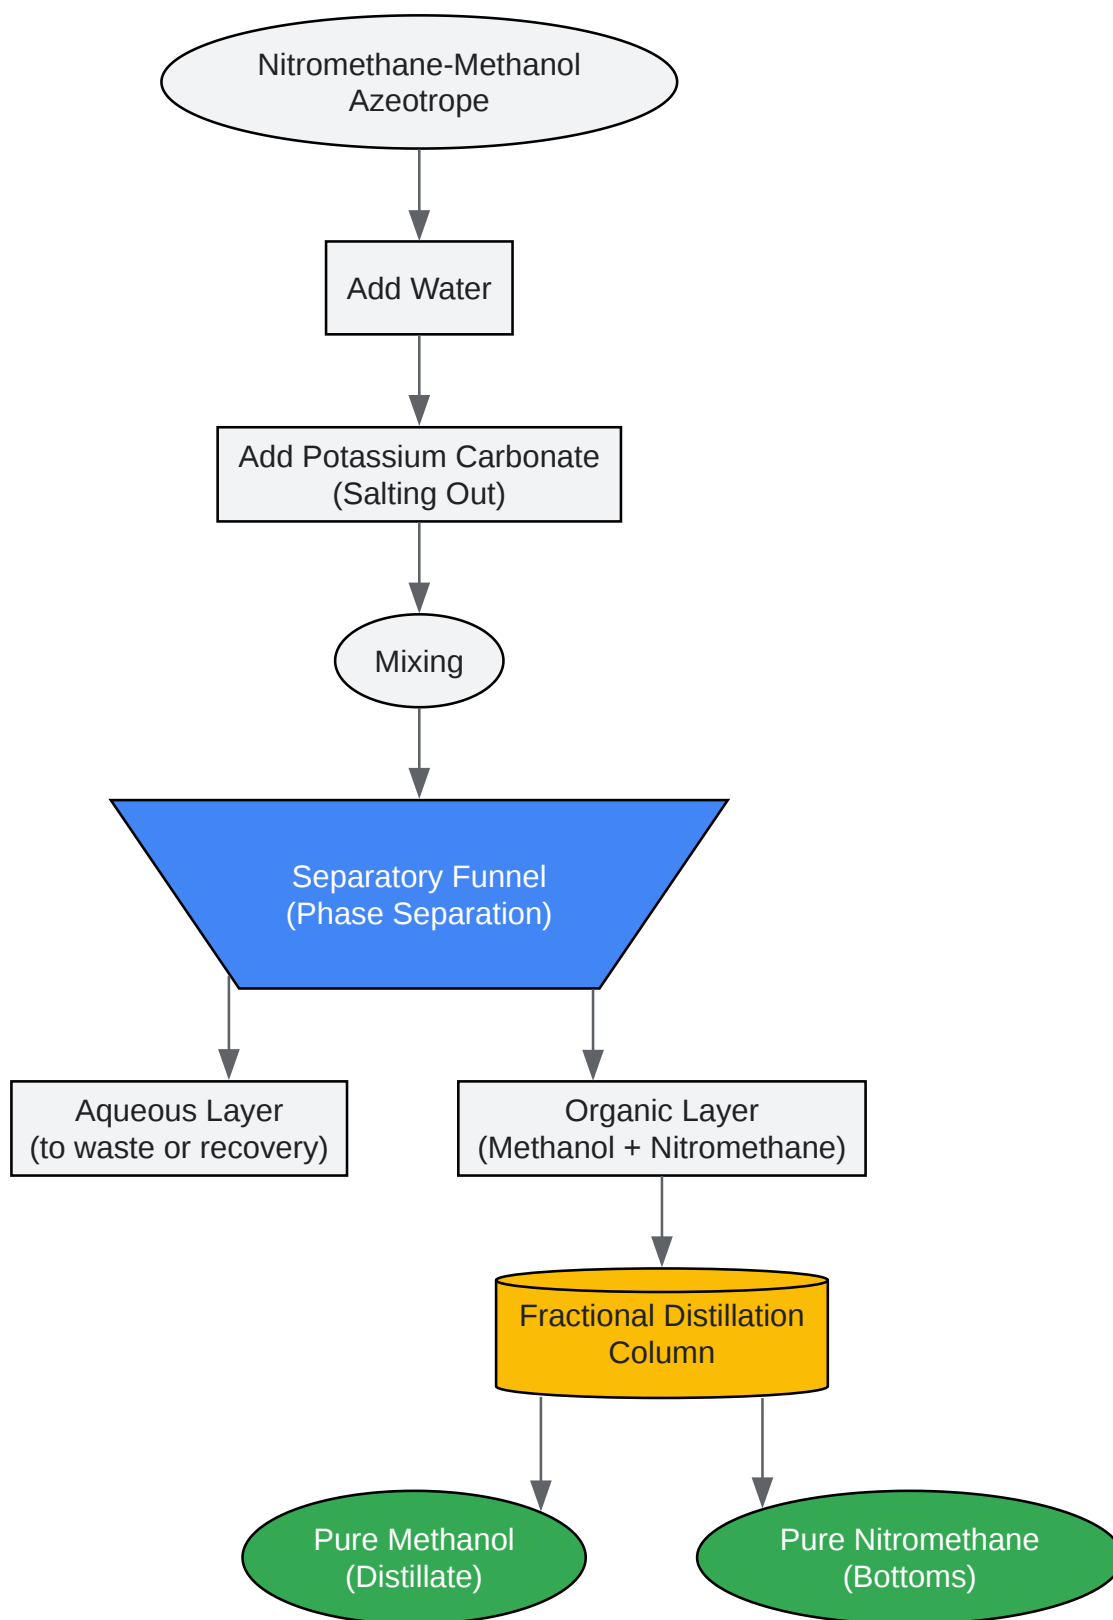 Nitromethane-Methanol
Azeotrope
Add Water
Add Potassium Carbonate
(Salting Out)
Mixing
Separatory Funnel
(Phase Separation)
Aqueous Layer
(to waste or recovery)
Organic Layer
(Methanol + Nitromethane)
Fractional Distillation
Column
Pure Methanol
(Distillate)
Pure Nitromethane
(Bottoms)